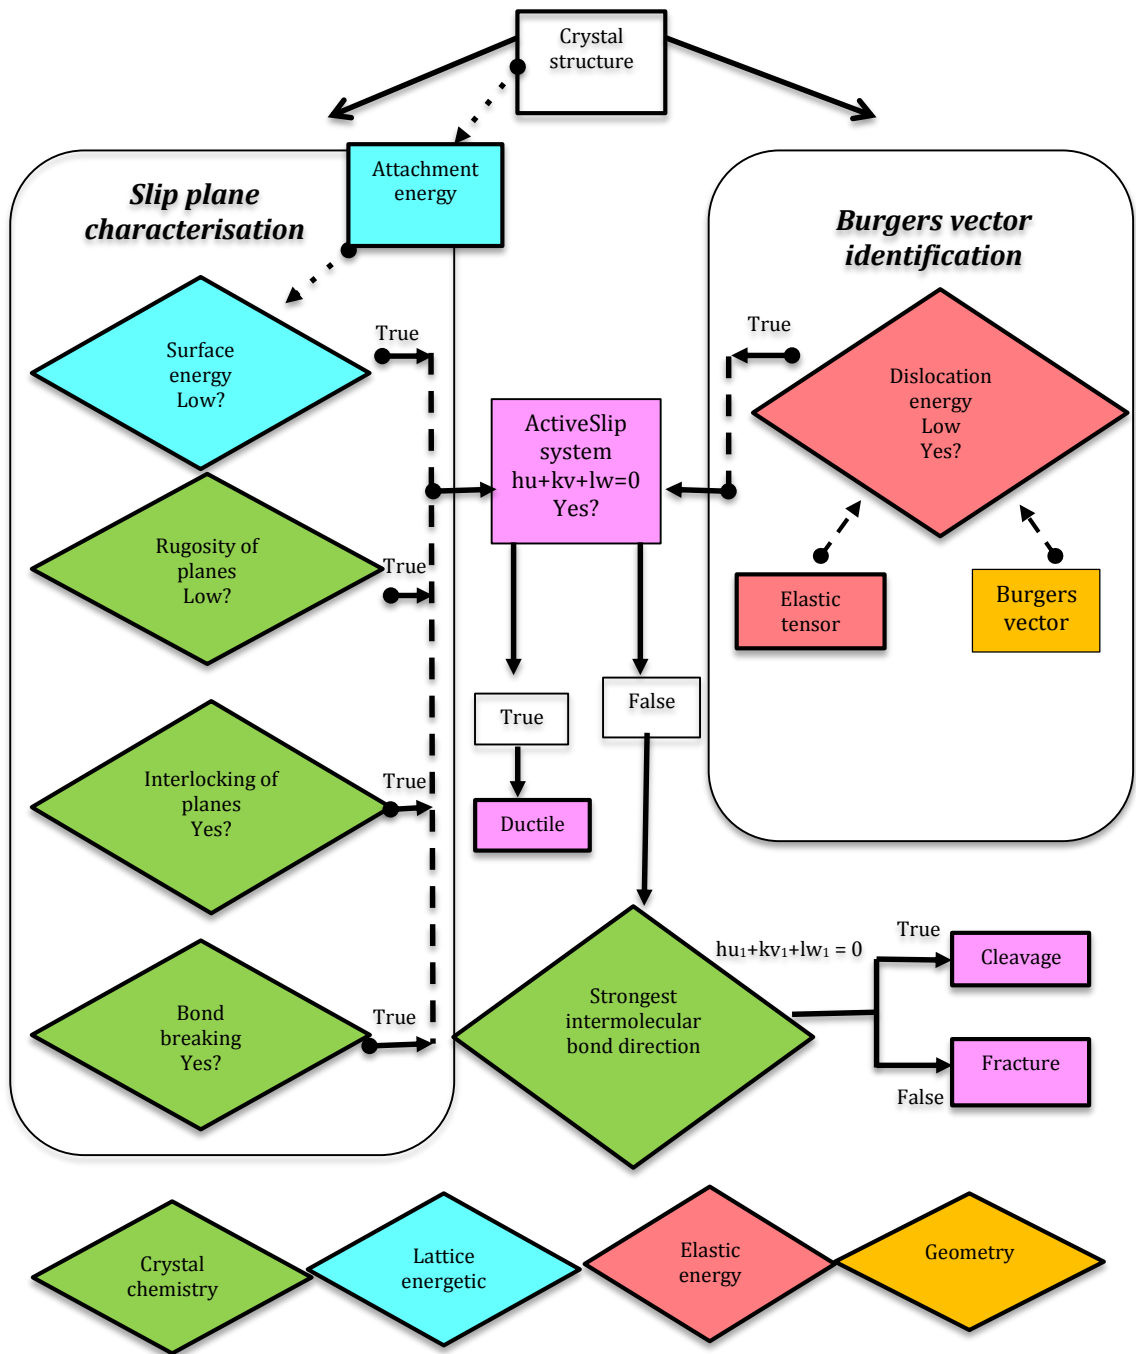 Crystal
structure
Attachment
energy
Slip plane
characterisation
Surface
energy
Low?
True
Rugosity of
planes
Low?
True
Interlocking of
planes
Yes?
True
Bond
breaking
Yes?
True
Burgers vector
identification
True
Dislocation
energy
Low
Yes?
Elastic
tensor
Burgers
vector
ActiveSlip
system
hu+kv+lw=0
Yes?
True
False
Ductile
Strongest
intermolecular
bond direction
hu₁+kv₁+lw₁ = 0
True
Cleavage
Fracture
False
Crystal
chemistry
Lattice
energetic
Elastic
energy
Geometry